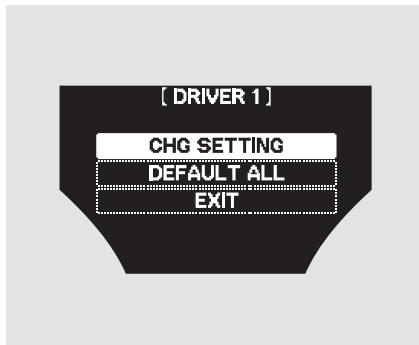 [ DRIVER 1 ]
CHG SETTING
DEFAULT ALL
EXIT